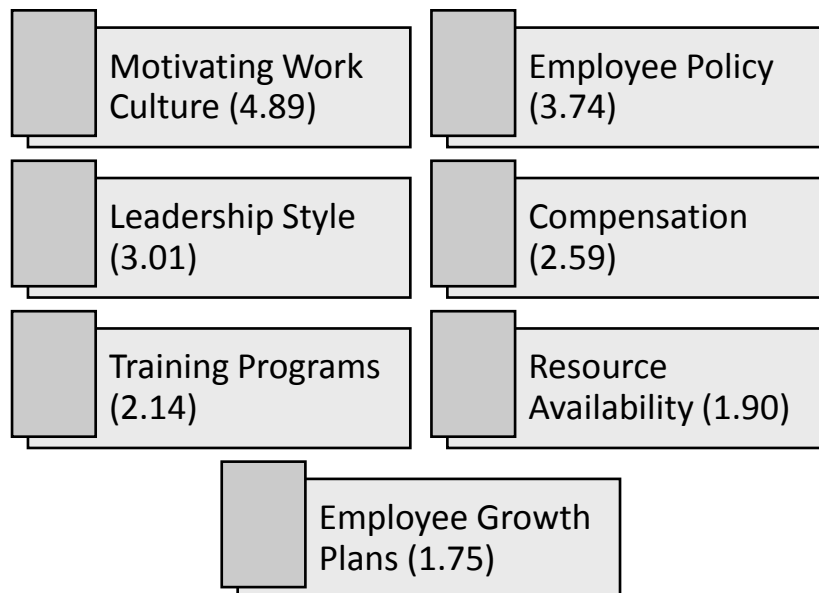 Motivating Work
Culture (4.89)
Employee Policy
(3.74)
Leadership Style
(3.01)
Compensation
(2.59)
Training Programs
(2.14)
Resource
Availability (1.90)
Employee Growth
Plans (1.75)